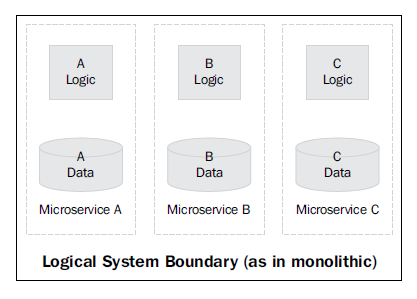 A
Logic
B
Logic
C
Logic
A
Data
B
Data
C
Data
Microservice A
Microservice B
Microservice C
Logical System Boundary (as in monolithic)